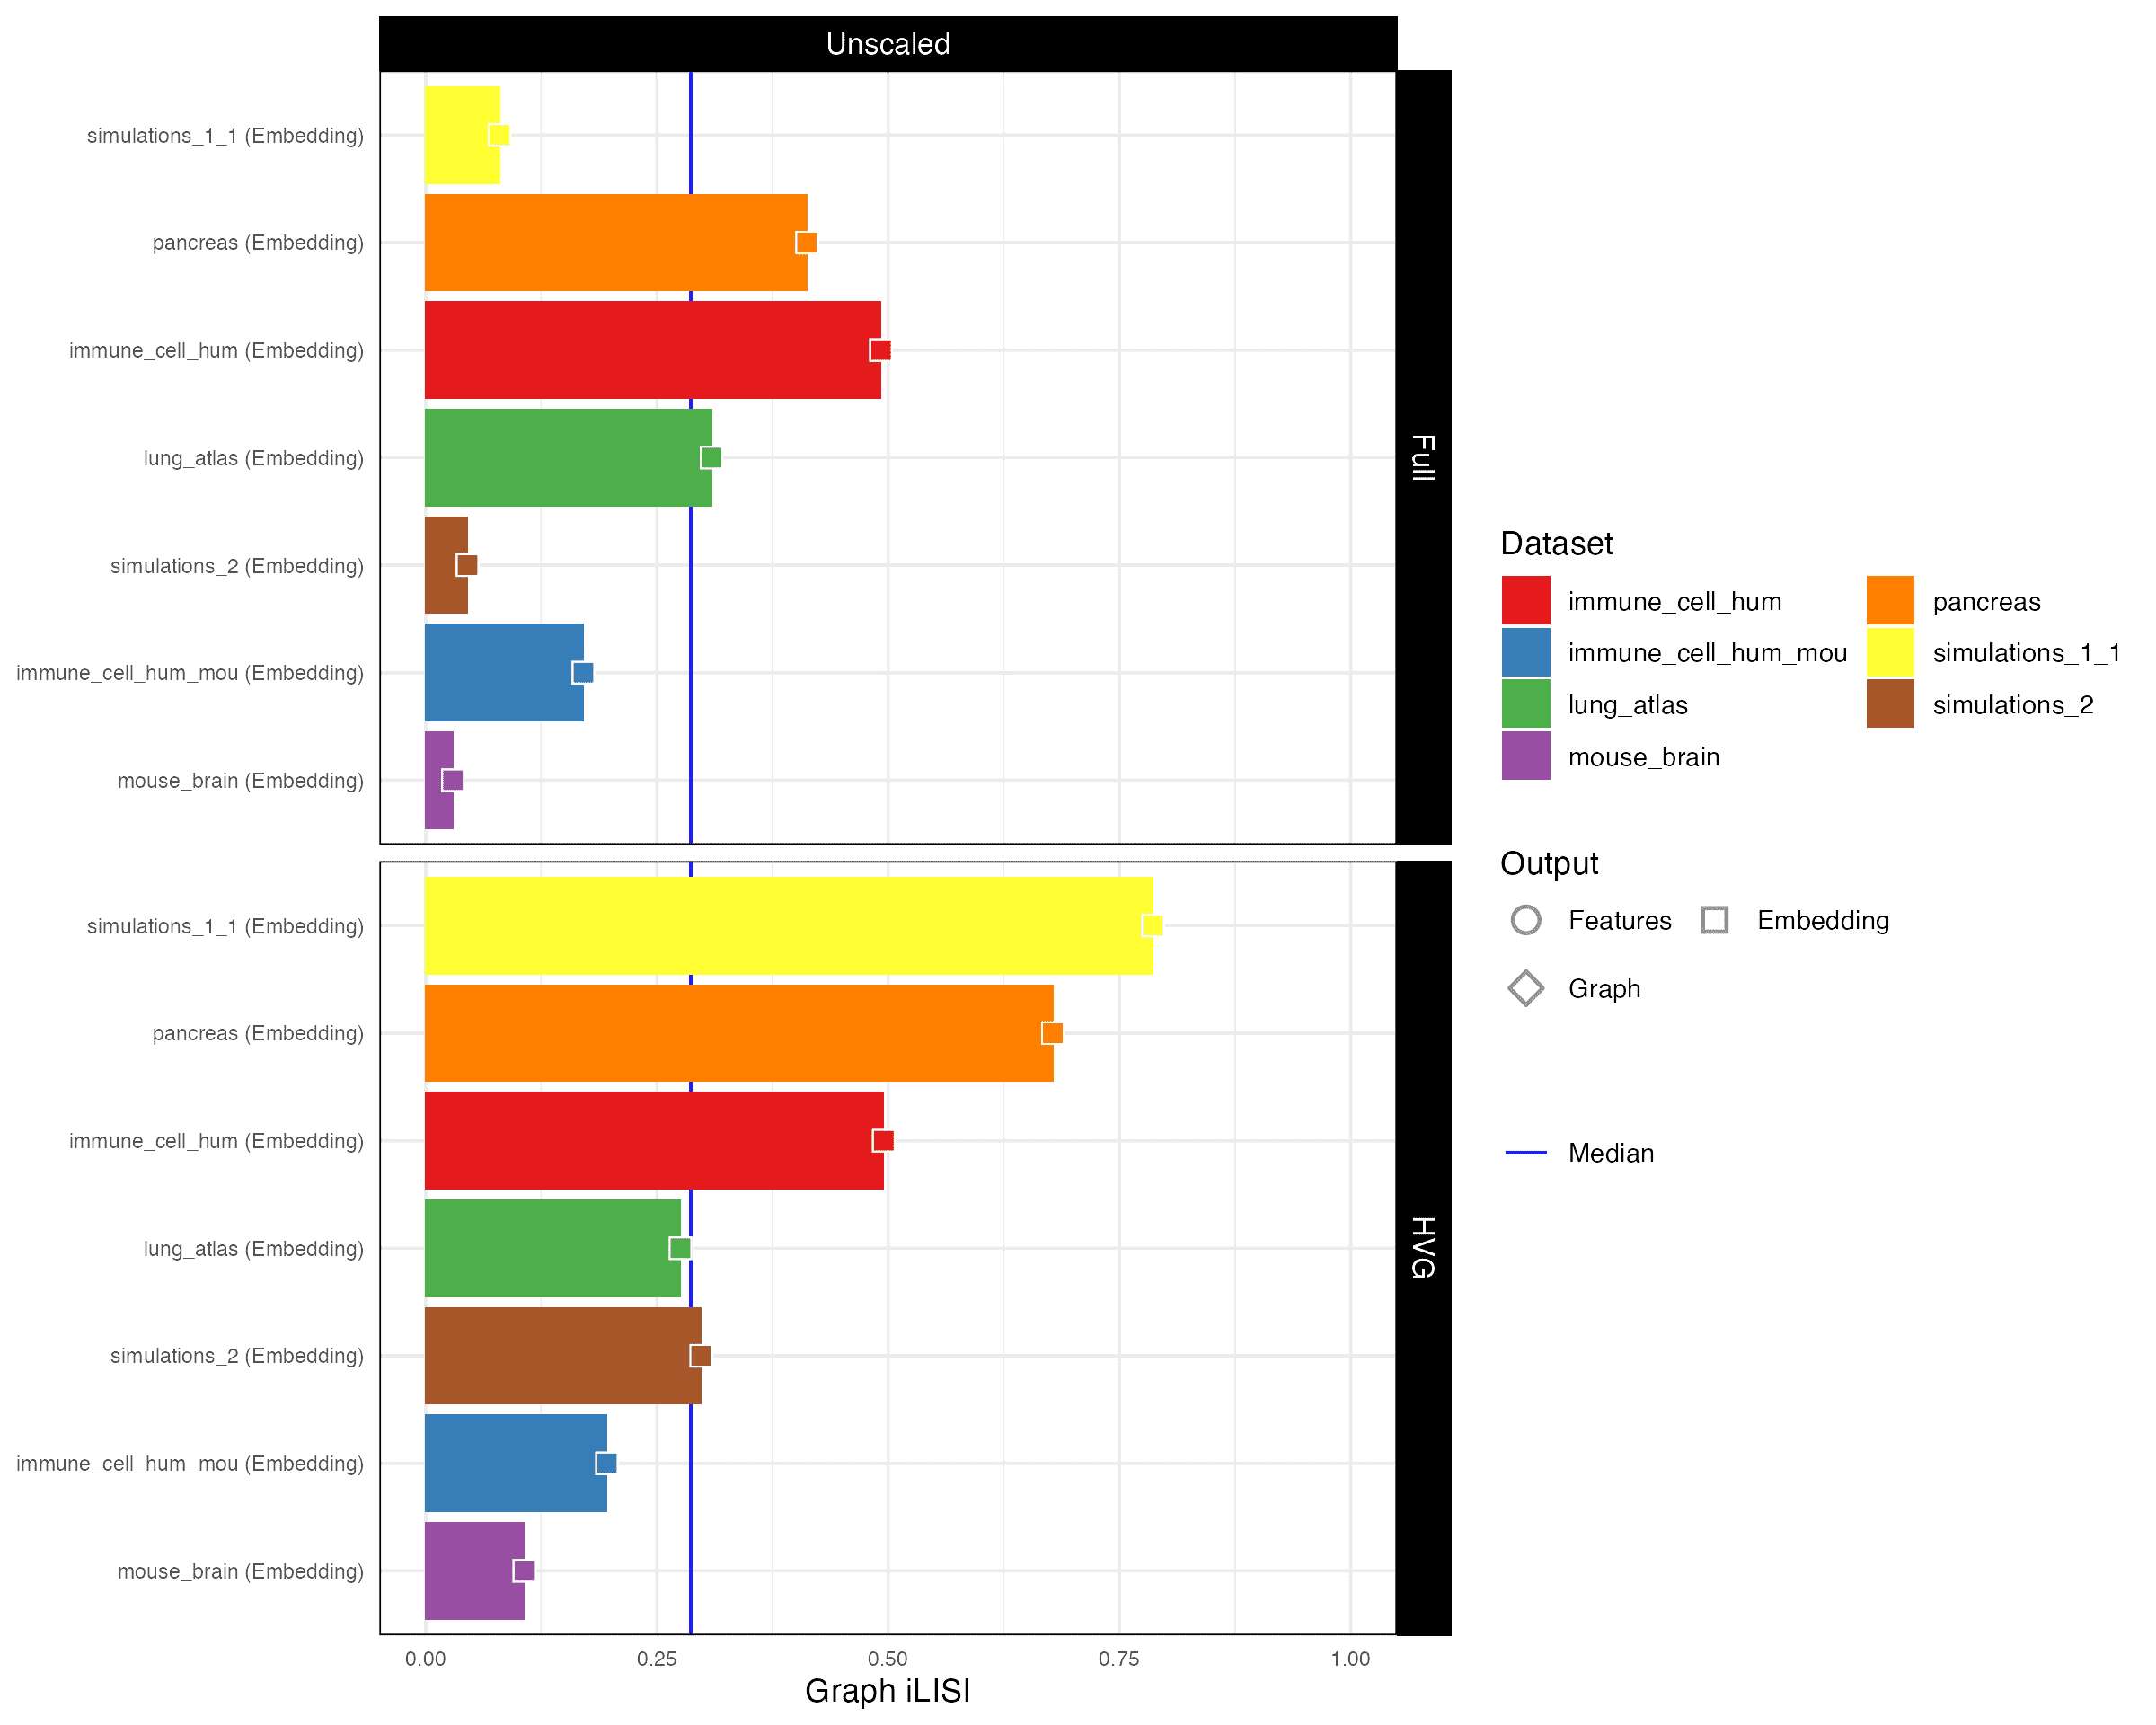 Unscaled
simulations_1_1 (Embedding)
pancreas (Embedding)
immune_cell_hum (Embedding)
lung_atlas (Embedding)
simulations_2 (Embedding)
immune_cell_hum_mou (Embedding)
mouse_brain (Embedding)
Full
simulations_1_1 (Embedding)
pancreas (Embedding)
immune_cell_hum (Embedding)
lung_atlas (Embedding)
simulations_2 (Embedding)
immune_cell_hum_mou (Embedding)
mouse_brain (Embedding)
HVG
0.00 0.25 0.50 0.75 1.00
Graph iLISI
Dataset
immune_cell_hum pancreas
immune_cell_hum_mou simulations_1_1
lung_atlas simulations_2
mouse_brain
Output
Features Embedding
Graph
Median